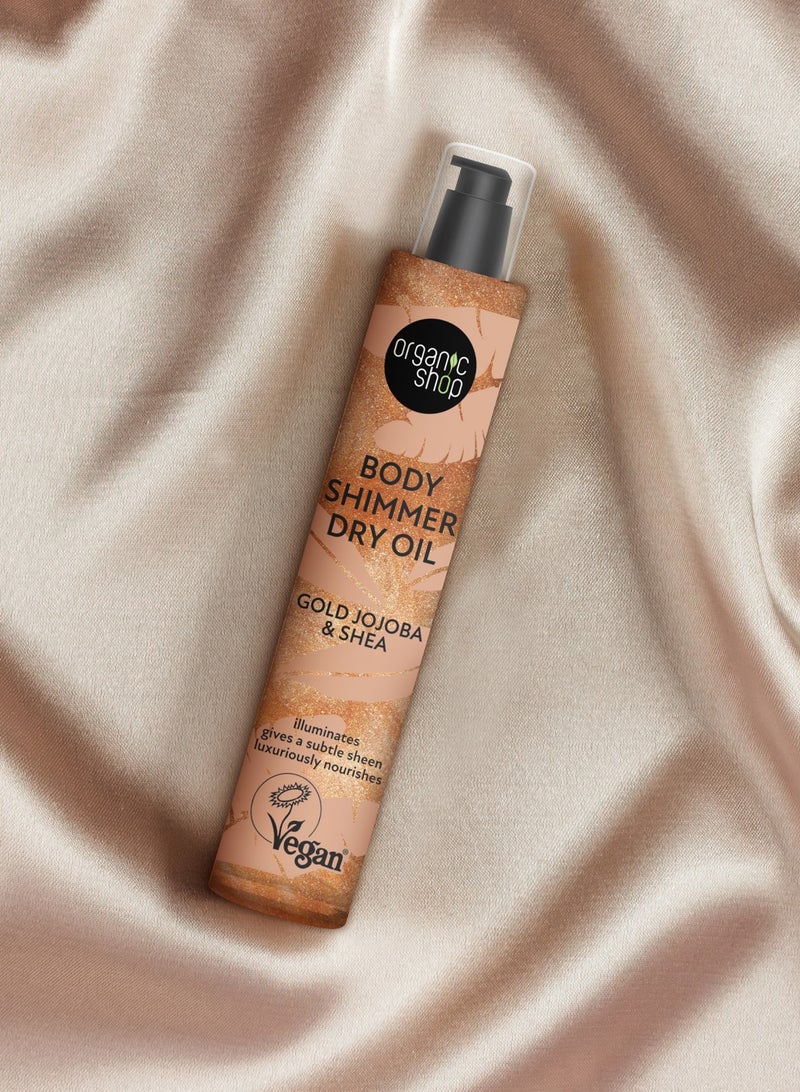 organic
shop
BODY
SHIMMER
DRY OIL
GOLD JOJOBA
& SHEA
illuminates
gives a subtle sheen
luxuriously nourishes
Vegan®